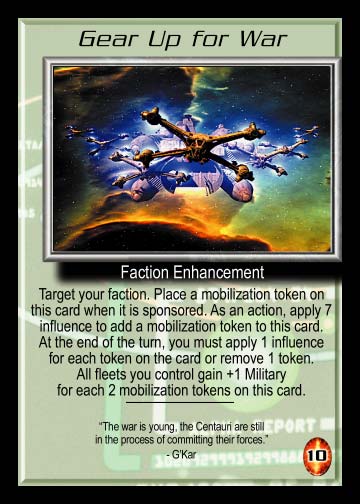 Gear Up for War
Faction Enhancement
Target your faction. Place a mobilization token on
this card when it is sponsored. As an action, apply 7
influence to add a mobilization token to this card.
At the end of the turn, you must apply 1 influence
for each token on the card or remove 1 token.
All fleets you control gain +1 Military
for each 2 mobilization tokens on this card.
"The war is young, the Centauri are still
in the process of committing their forces."
- G'Kar
10